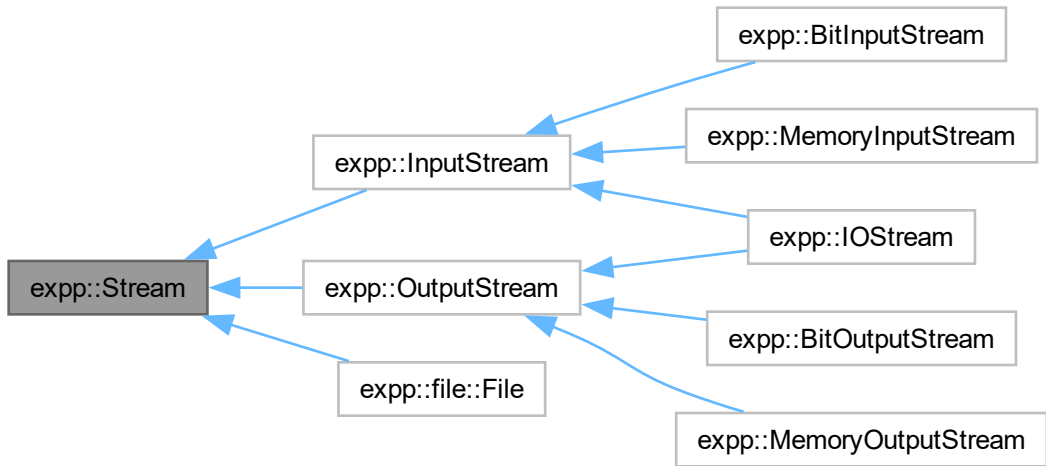 expp::BitInputStream
expp::MemoryInputStream
expp::InputStream
expp::IOStream
expp::Stream
expp::OutputStream
expp::BitOutputStream
expp::file::File
expp::MemoryOutputStream